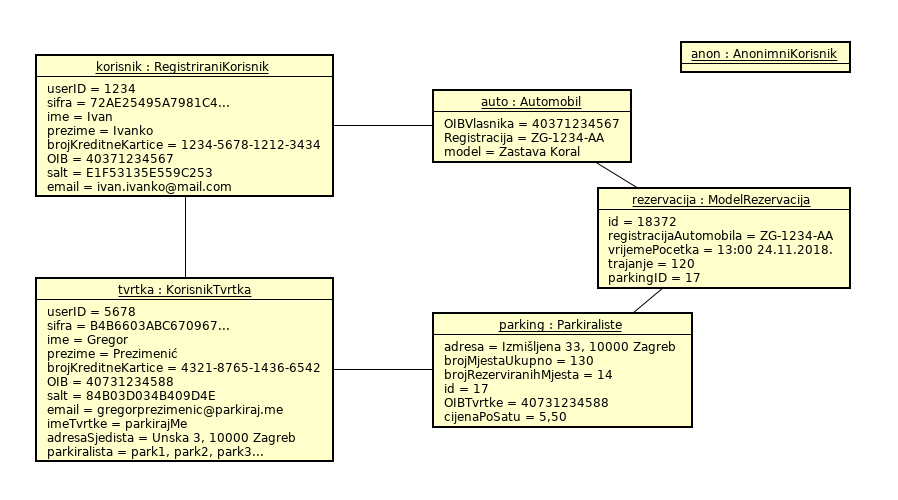 anon : AnonimniKorisnik
korisnik : RegistriraniKorisnik
userID = 1234
sifra = 72AE25495A7981C4...
ime = Ivan
prezime = Ivanko
brojKreditneKartice = 1234-5678-1212-3434
OIB = 40371234567
salt = E1F53135E559C253
email = ivan.ivanko@mail.com
auto : Automobil
OIBVlasnika = 40371234567
Registracija = ZG-1234-AA
model = Zastava Koral
rezervacija : ModelRezervacija
id = 18372
registracijaAutomobila = ZG-1234-AA
vrijemePocetka = 13:00 24.11.2018.
trajanje = 120
parkingID = 17
tvrtka : KorisnikTvrtka
userID = 5678
sifra = B4B6603ABC670967...
ime = Gregor
prezime = Prezimenić
brojKreditneKartice = 4321-8765-1436-6542
OIB = 40731234588
salt = 84B03D034B409D4E
email = gregorprezimenic@parkiraj.me
imeTvrtke = parkirajMe
adresaSjedista = Unska 3, 10000 Zagreb
parkiralista = park1, park2, park3...
parking : Parkiraliste
adresa = Izmišljena 33, 10000 Zagreb
brojMjestaUkupno = 130
brojRezerviranihMjesta = 14
id = 17
OIBTvrtke = 40731234588
cijenaPoSatu = 5,50